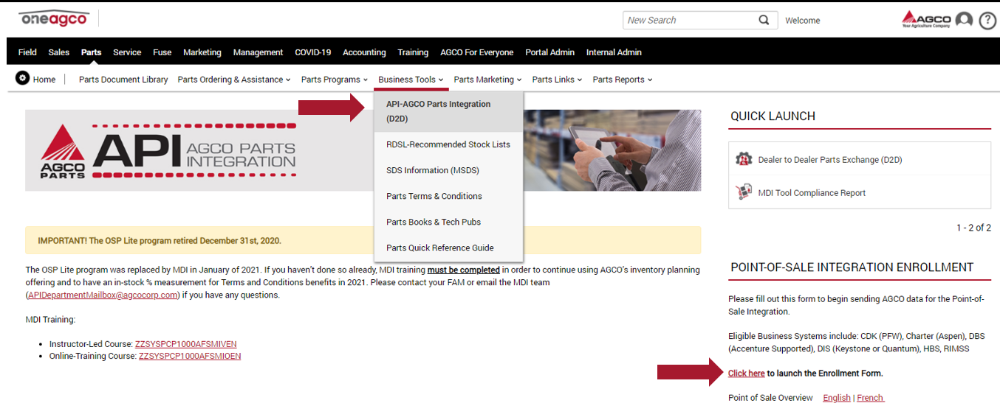 oneagco
New Search
Welcome
AGCO
Your Agriculture Company
?
Field Sales Parts Service Fuse Marketing Management COVID-19 Accounting Training AGCO For Everyone Portal Admin Internal Admin
Home Parts Document Library Parts Ordering & Assistance Parts Programs Business Tools Parts Marketing Parts Links Parts Reports
API-AGCO Parts Integration
(D2D)
RDSL-Recommended Stock Lists
SDS Information (MSDS)
Parts Terms & Conditions
Parts Books & Tech Pubs
Parts Quick Reference Guide
AGCO
PARTS
API
AGCO PARTS
INTEGRATION
IMPORTANT! The OSP Lite program retired December 31st, 2020.
The OSP Lite program was replaced by MDI in January of 2021. If you haven't done so already, MDI training must be completed in order to continue using AGCO's inventory planning
offering and to have an in-stock % measurement for Terms and Conditions benefits in 2021. Please contact your FAM or email the MDI team
(APIDepartmentMailbox@agcocorp.com) if you have any questions.
MDI Training:
• Instructor-Led Course: ZZSYSPCP1000AFSMIVEN
• Online-Training Course: ZZSYSPCP1000AFSMIOEN
QUICK LAUNCH
Dealer to Dealer Parts Exchange (D2D)
MDI Tool Compliance Report
1 - 2 of 2
POINT-OF-SALE INTEGRATION ENROLLMENT
Please fill out this form to begin sending AGCO data for the Point-of-
Sale Integration.
Eligible Business Systems include: CDK (PFW), Charter (Aspen), DBS
(Accenture Supported), DIS (Keystone or Quantum), HBS, RIMSS
Click here to launch the Enrollment Form.
Point of Sale Overview English | French